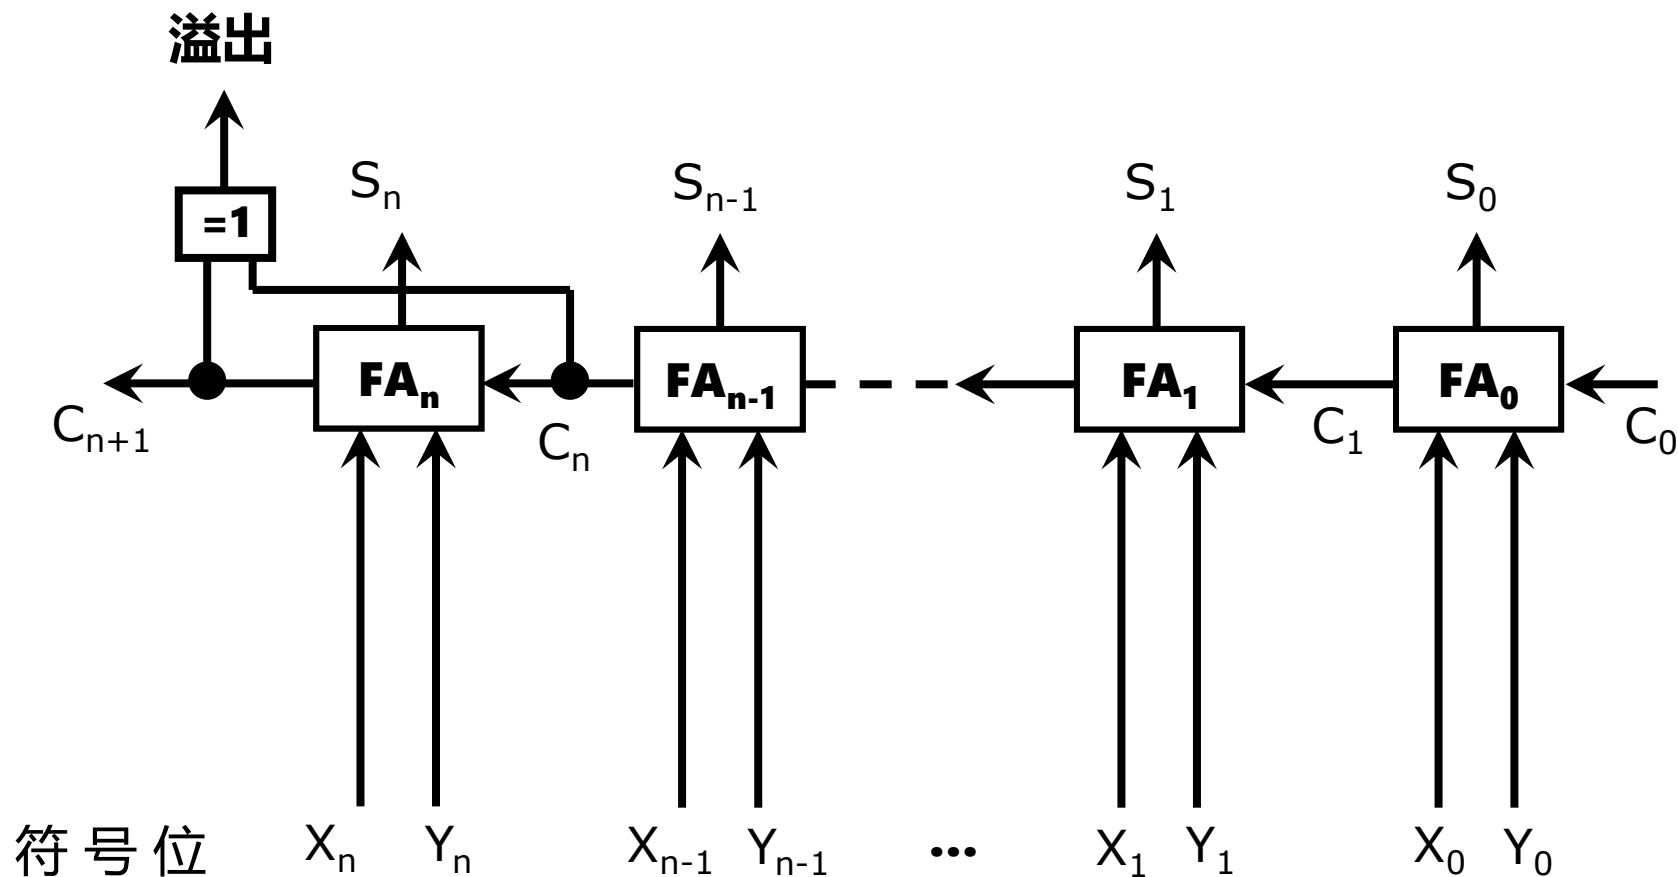 溢出
Sₙ Sₙ₋₁ S₁ S₀
=1
FAₙ FAₙ₋₁ FA₁ FA₀
Cₙ₊₁ Cₙ C₁ C₀
符号位 Xₙ Yₙ Xₙ₋₁ Yₙ₋₁ ... X₁ Y₁ X₀ Y₀